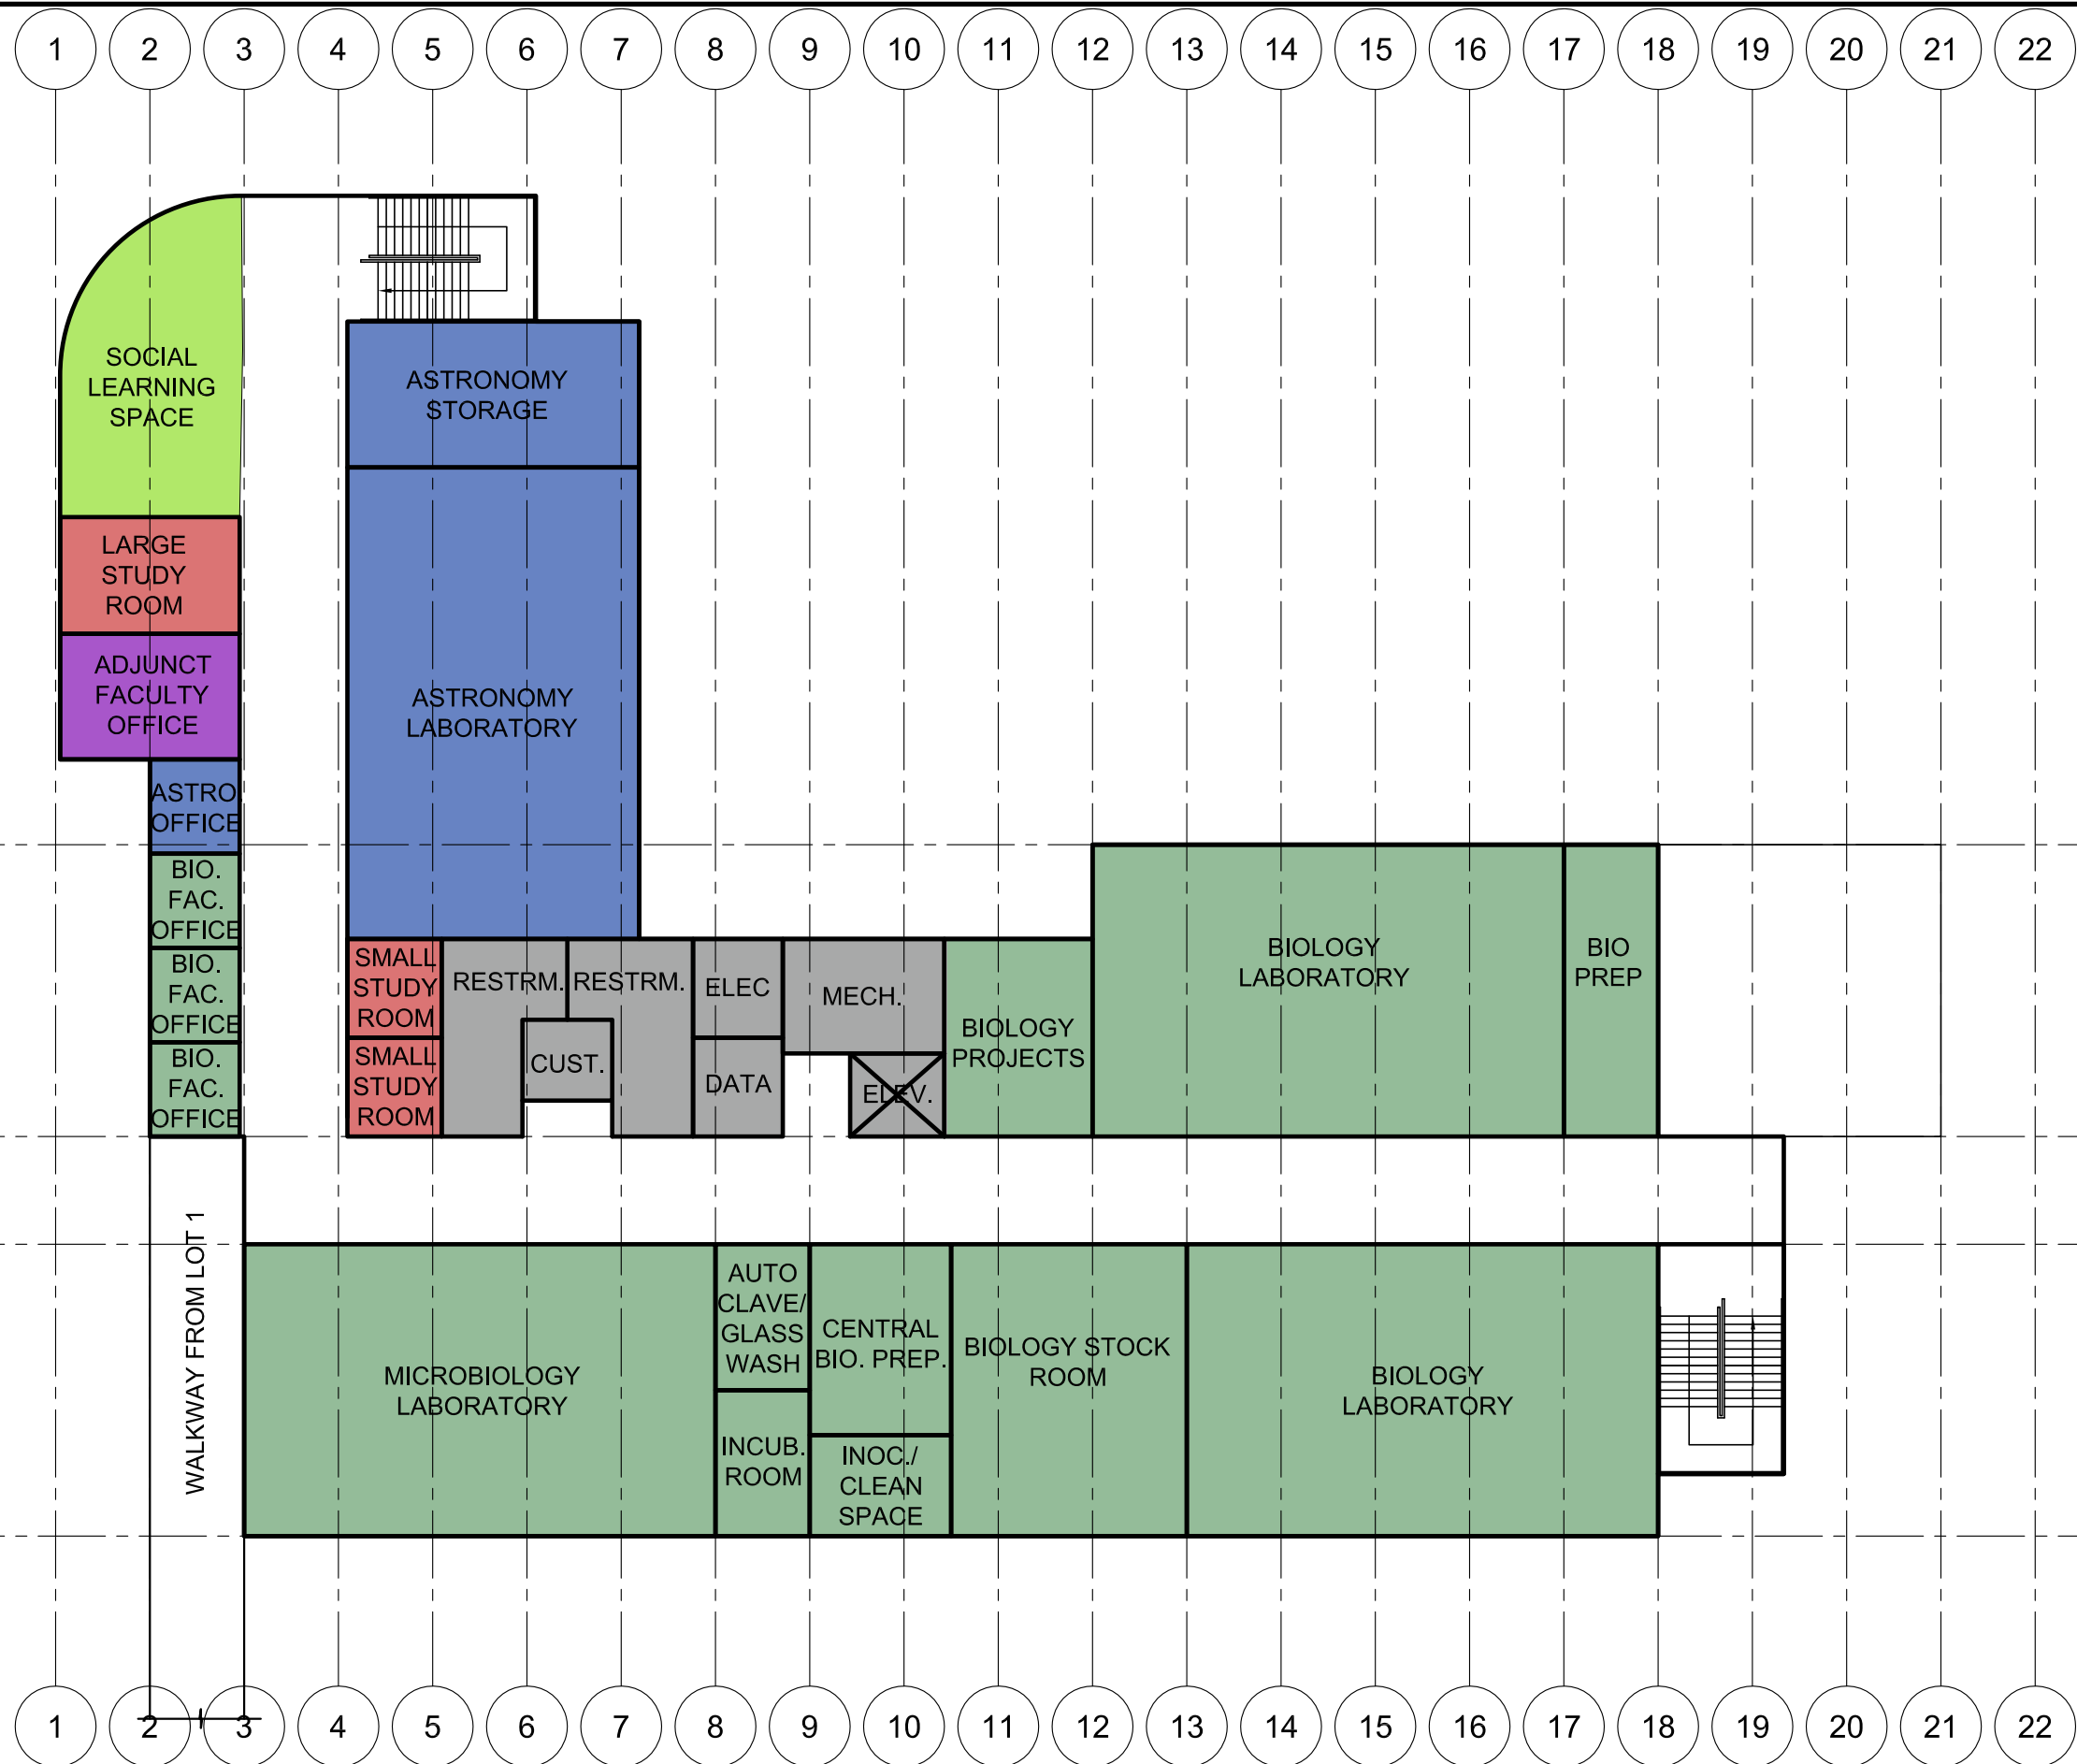 1 2 3 4 5 6 7 8 9 10 11 12 13 14 15 16 17 18 19 20 21 22
SOCIAL
LEARNING
SPACE
ASTRONOMY
STORAGE
LARGE
STUDY
ROOM
ADJUNCT
FACULTY
OFFICE
ASTRONOMY
LABORATORY
ASTRO.
OFFICE
BIO.
FAC.
OFFICE
BIO.
FAC.
OFFICE
BIO.
FAC.
OFFICE
SMALL
STUDY
ROOM
SMALL
STUDY
ROOM
RESTRM.
RESTRM.
CUST.
ELEC
DATA
MECH.
ELEV.
BIOLOGY
PROJECTS
BIOLOGY
LABORATORY
BIO
PREP
WALKWAY FROM LOT 1
MICROBIOLOGY
LABORATORY
AUTO
CLAVE/
GLASS
WASH
INCUB.
ROOM
CENTRAL
BIO. PREP.
INOC./
CLEAN
SPACE
BIOLOGY STOCK
ROOM
BIOLOGY
LABORATORY
1 2 3 4 5 6 7 8 9 10 11 12 13 14 15 16 17 18 19 20 21 22